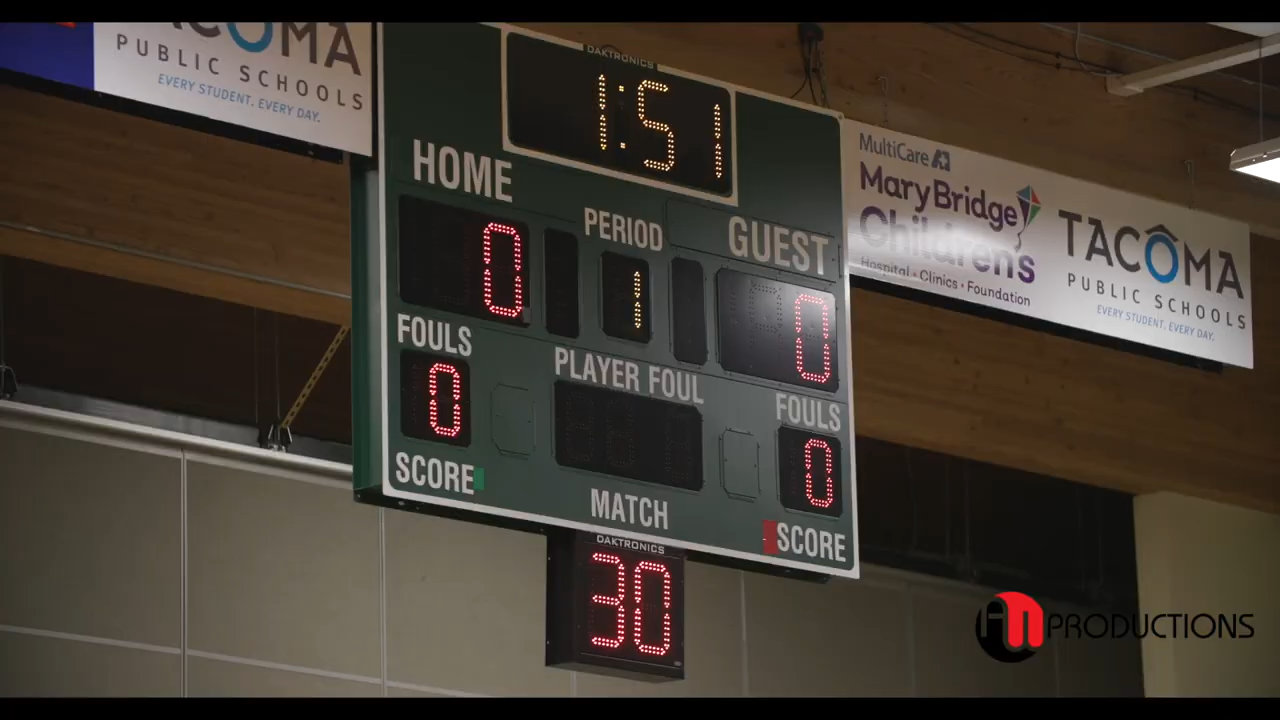 TACOMA
PUBLIC SCHOOLS
EVERY STUDENT. EVERY DAY.
DAKTRONICS
1:51
HOME
PERIOD
GUEST
0
1
0
FOULS
PLAYER FOUL
FOULS
0
0
SCORE
MATCH
SCORE
DAKTRONICS
30
MultiCare
Mary Bridge
Children's
Hospital • Clinics • Foundation
TACOMA
PUBLIC SCHOOLS
EVERY STUDENT. EVERY DAY.
PRODUCTIONS